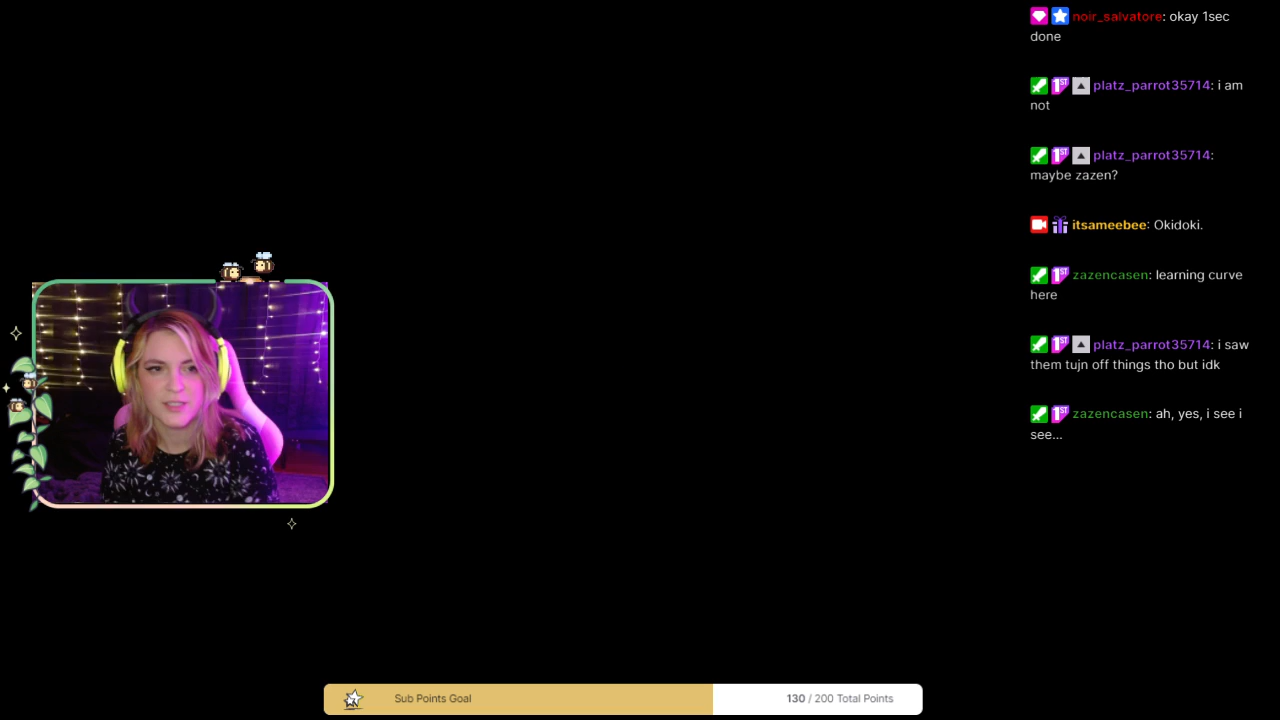 noir_salvatore: okay 1sec
done
platz_parrot35714: i am
not
platz_parrot35714:
maybe zazen?
itsameebee: Okidoki.
zazencasen: learning curve
here
platz_parrot35714: i saw
them tujn off things tho but idk
zazencasen: ah, yes, i see i
see...
Sub Points Goal 130 / 200 Total Points